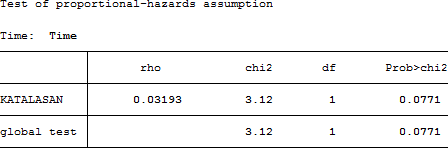 Test of proportional-hazards assumption
Time: Time
rho chi2 df Prob>chi2
KATALASAN 0.03193 3.12 1 0.0771
global test 3.12 1 0.0771